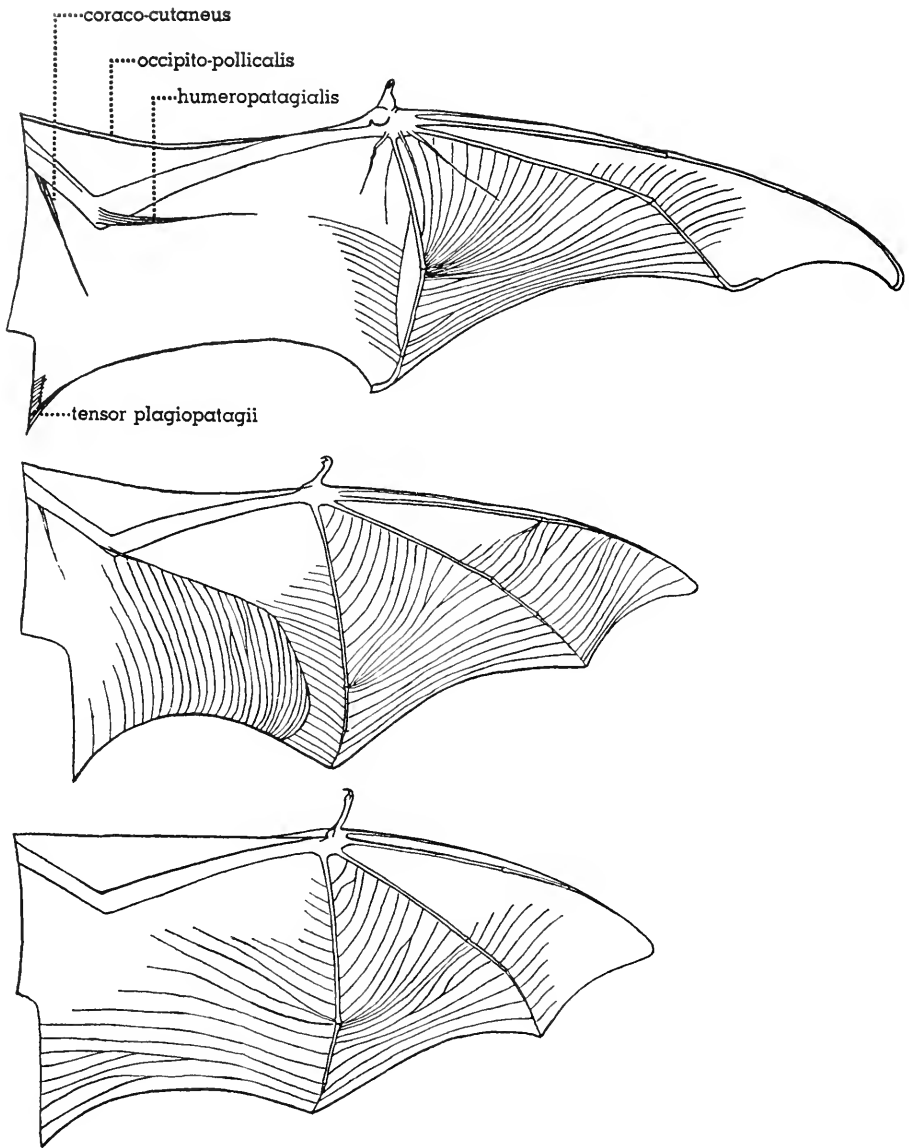 coraco-cutaneus
occipito-pollicalis
humeropatagialis
tensor plagiopatagii